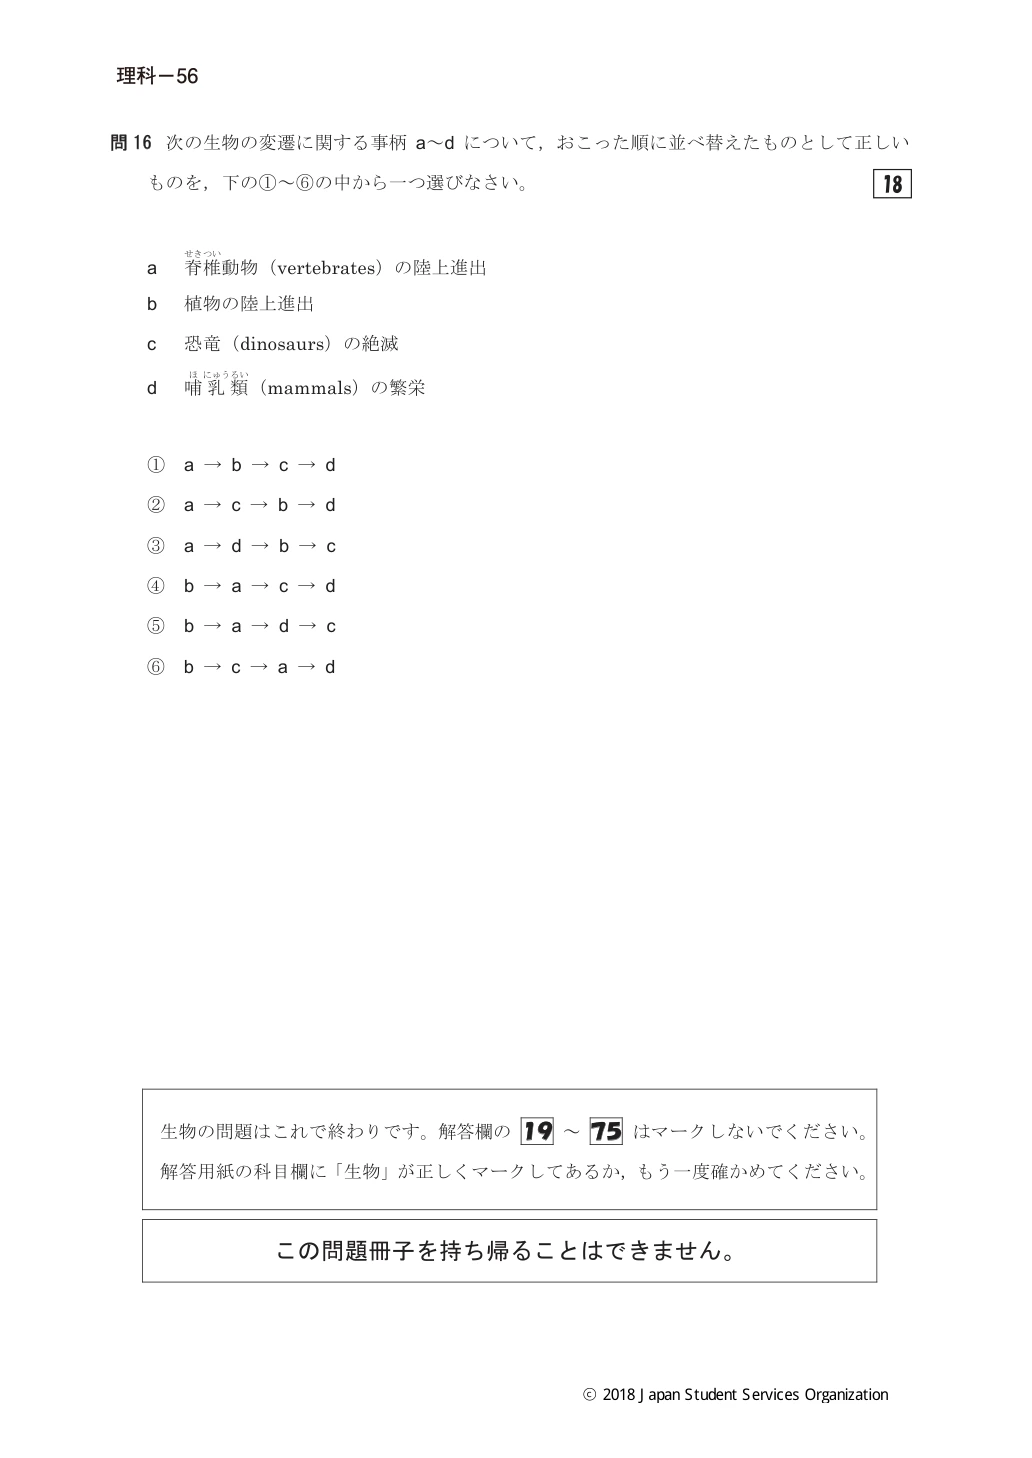 理科－56
問16 次の生物の変遷に関する事柄 a～d について，おこった順に並べ替えたものとして正しい
ものを，下の①～⑥の中から一つ選びなさい。 18
せきつい
a 脊椎動物（vertebrates）の陸上進出
b 植物の陸上進出
c 恐竜（dinosaurs）の絶滅
ほ にゅうるい
d 哺乳類（mammals）の繁栄
① a → b → c → d
② a → c → b → d
③ a → d → b → c
④ b → a → c → d
⑤ b → a → d → c
⑥ b → c → a → d
生物の問題はこれで終わりです。解答欄の 19 ～ 75 はマークしないでください。
解答用紙の科目欄に「生物」が正しくマークしてあるか，もう一度確かめてください。
この問題冊子を持ち帰ることはできません。
© 2018 Japan Student Services Organization